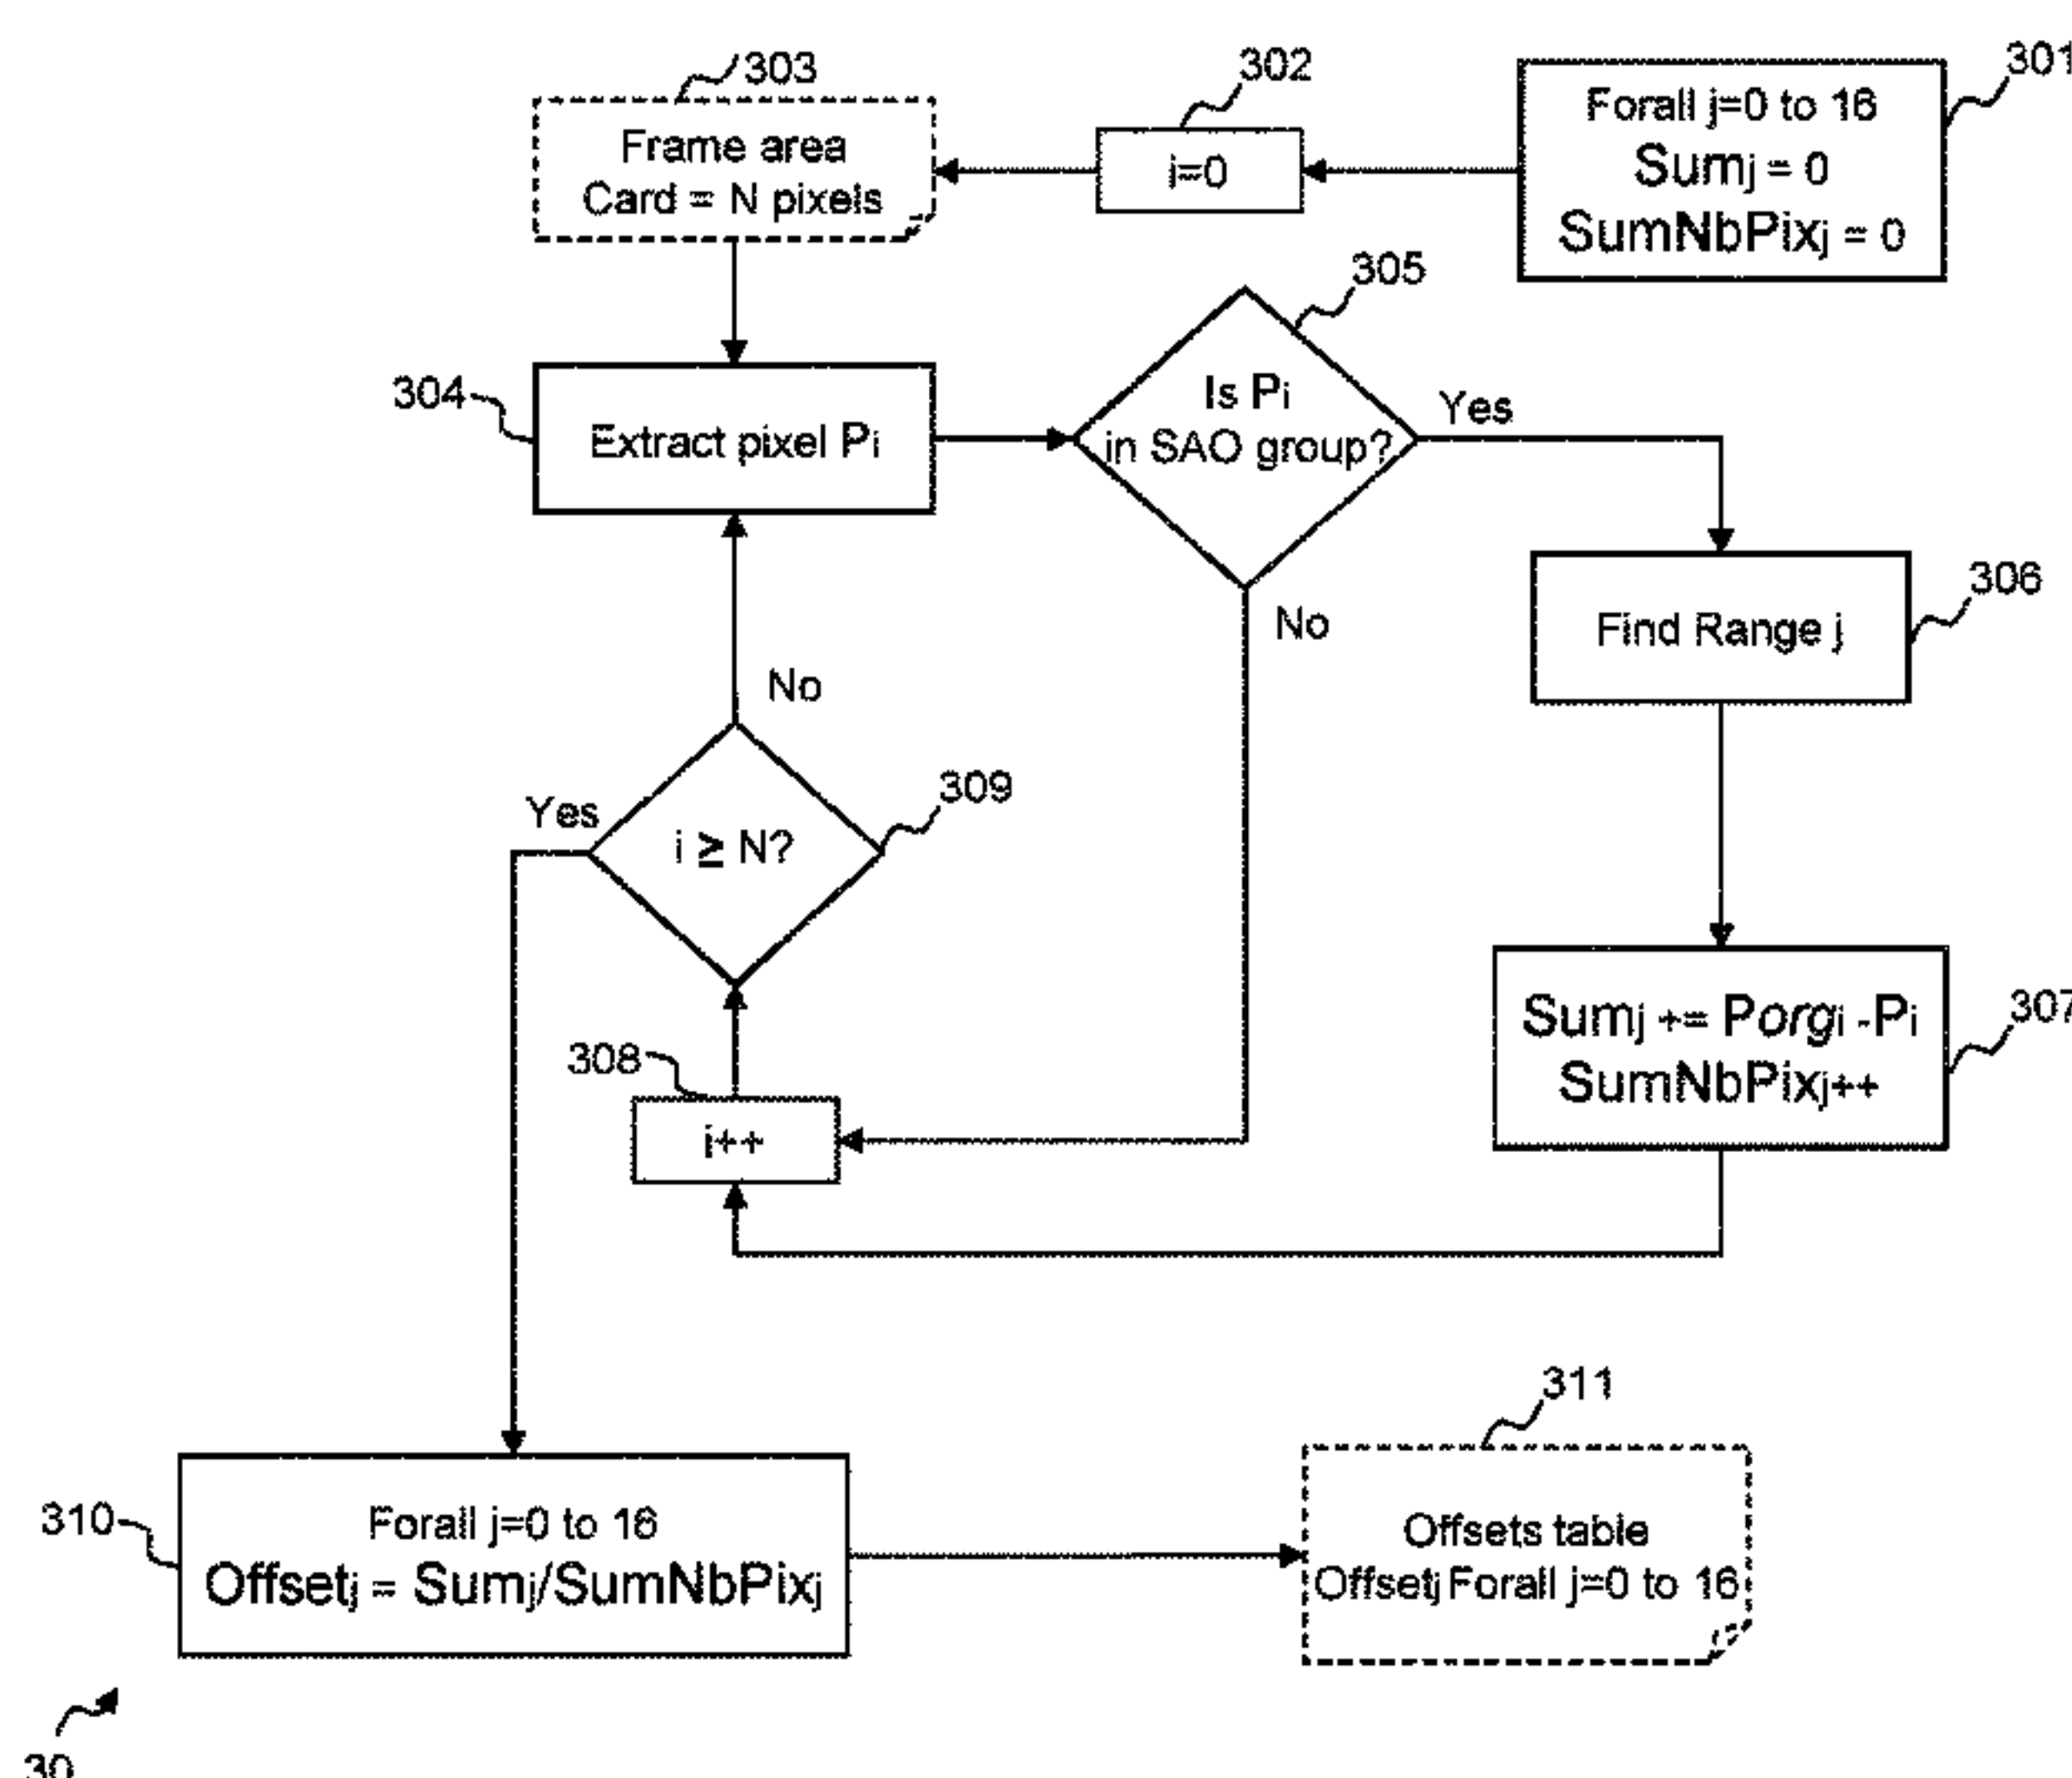 303
302
301
Frame area
Card = N pixels
i=0
Forall j=0 to 16
Sumj = 0
SumNbPixj = 0
305
304
Extract pixel Pi
Is Pi
in SAO group?
Yes
No
306
Find Range j
No
309
Yes
i ≥ N?
307
Sumj += Porgi -Pi
SumNbPixj++
308
i++
311
310
Forall j=0 to 16
Offsetj = Sumj/SumNbPixj
Offsets table
Offsetj Forall j=0 to 16
30